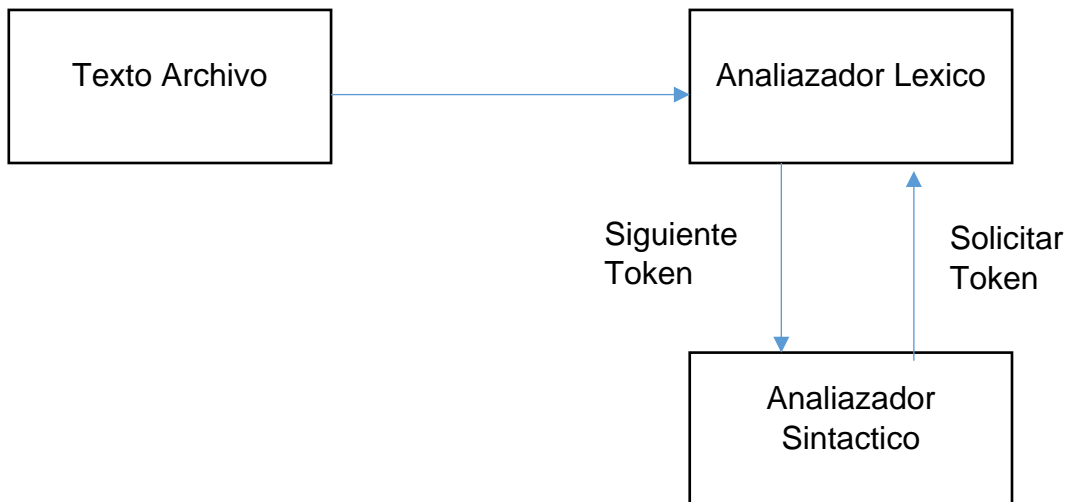 Texto Archivo
Analiazador Lexico
Siguiente
Token
Solicitar
Token
Analiazador
Sintactico